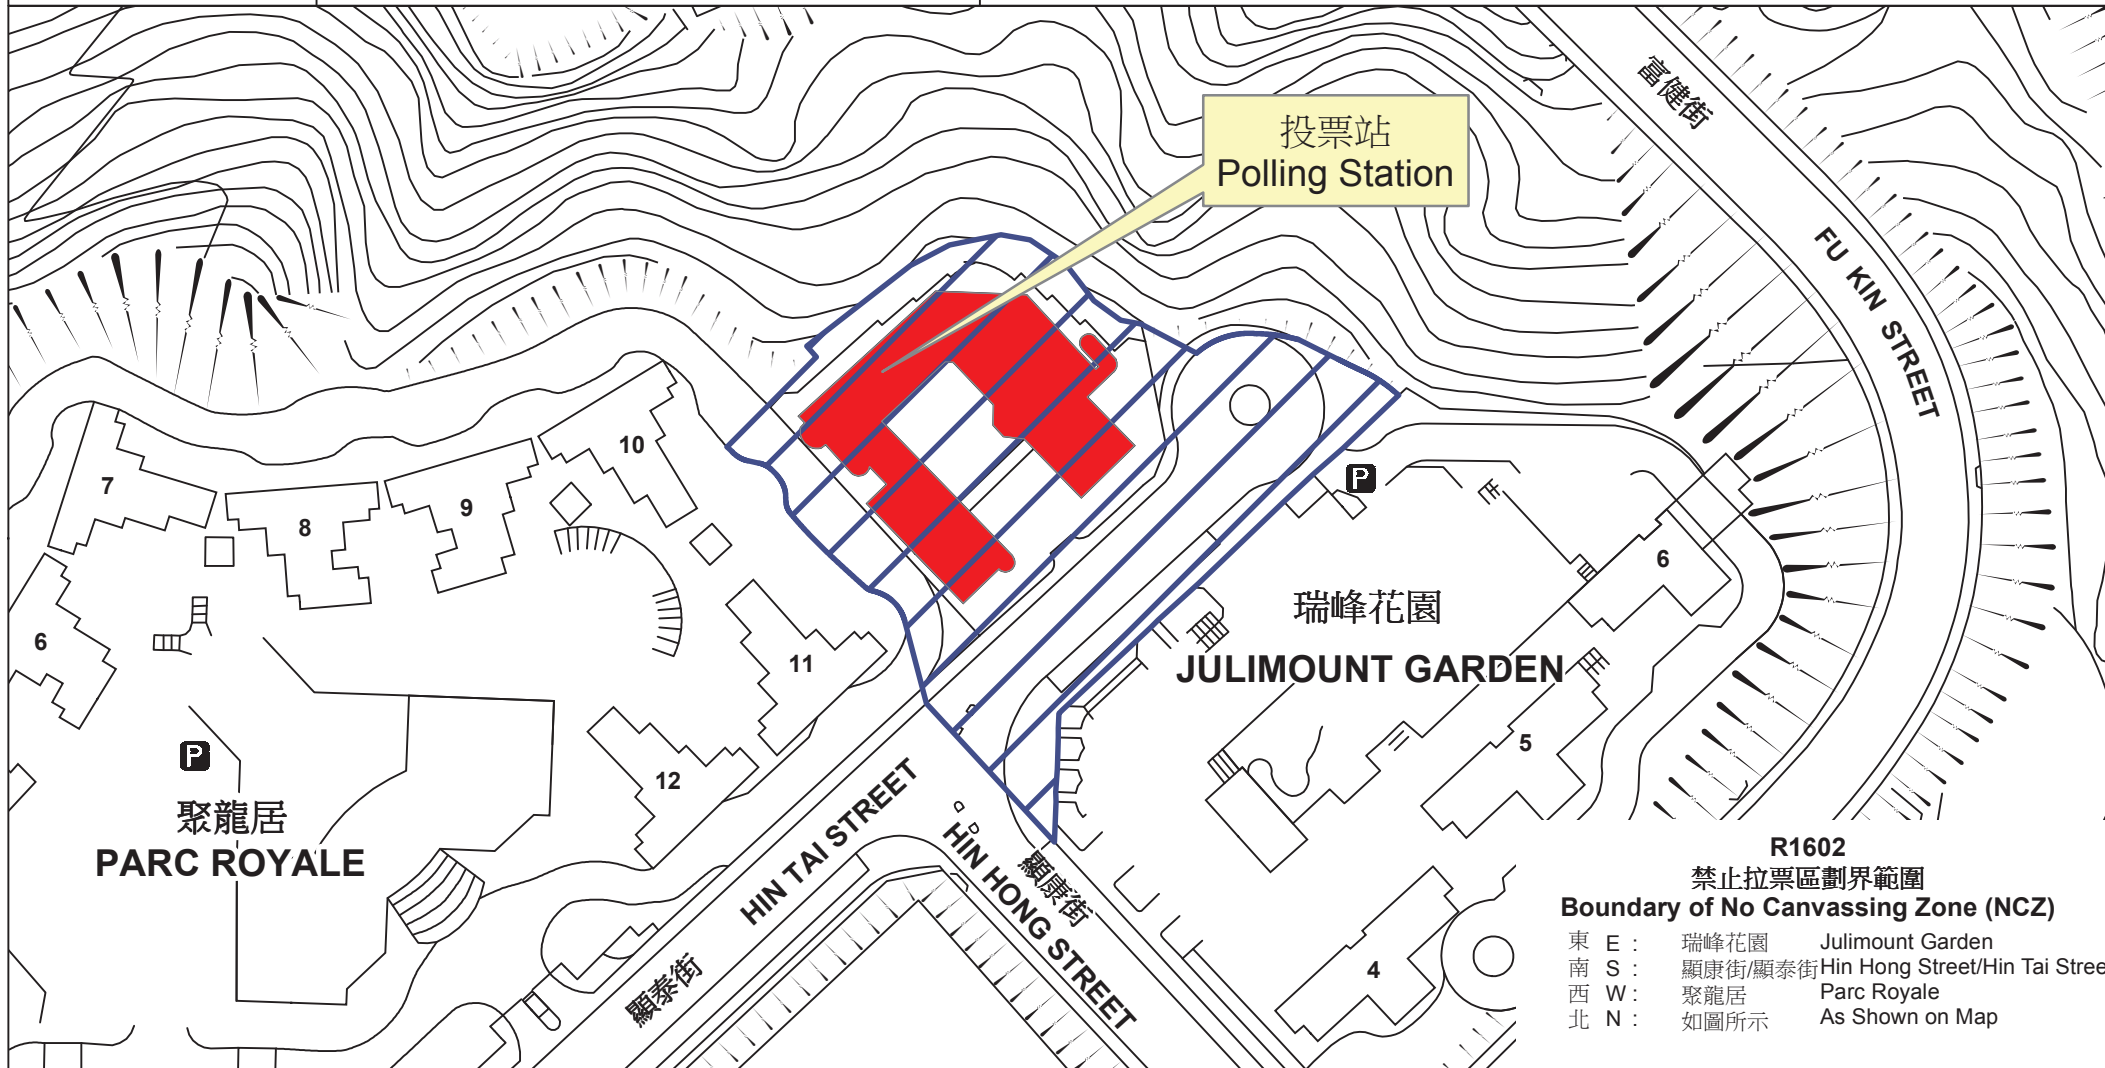 富健街
投票站
Polling Station
FU KIN STREET
10
7
8
9
P
6
6
瑞峰花園
JULIMOUNT GARDEN
11
5
P
12
聚龍居
PARC ROYALE
HIN TAI STREET
顯泰街
HIN HONG STREET
顯康街
4
R1602
禁止拉票區劃界範圍
Boundary of No Canvassing Zone (NCZ)
東 E : 瑞峰花園 Julimount Garden
南 S : 顯康街/顯泰街 Hin Hong Street/Hin Tai Stree
西 W : 聚龍居 Parc Royale
北 N : 如圖所示 As Shown on Map